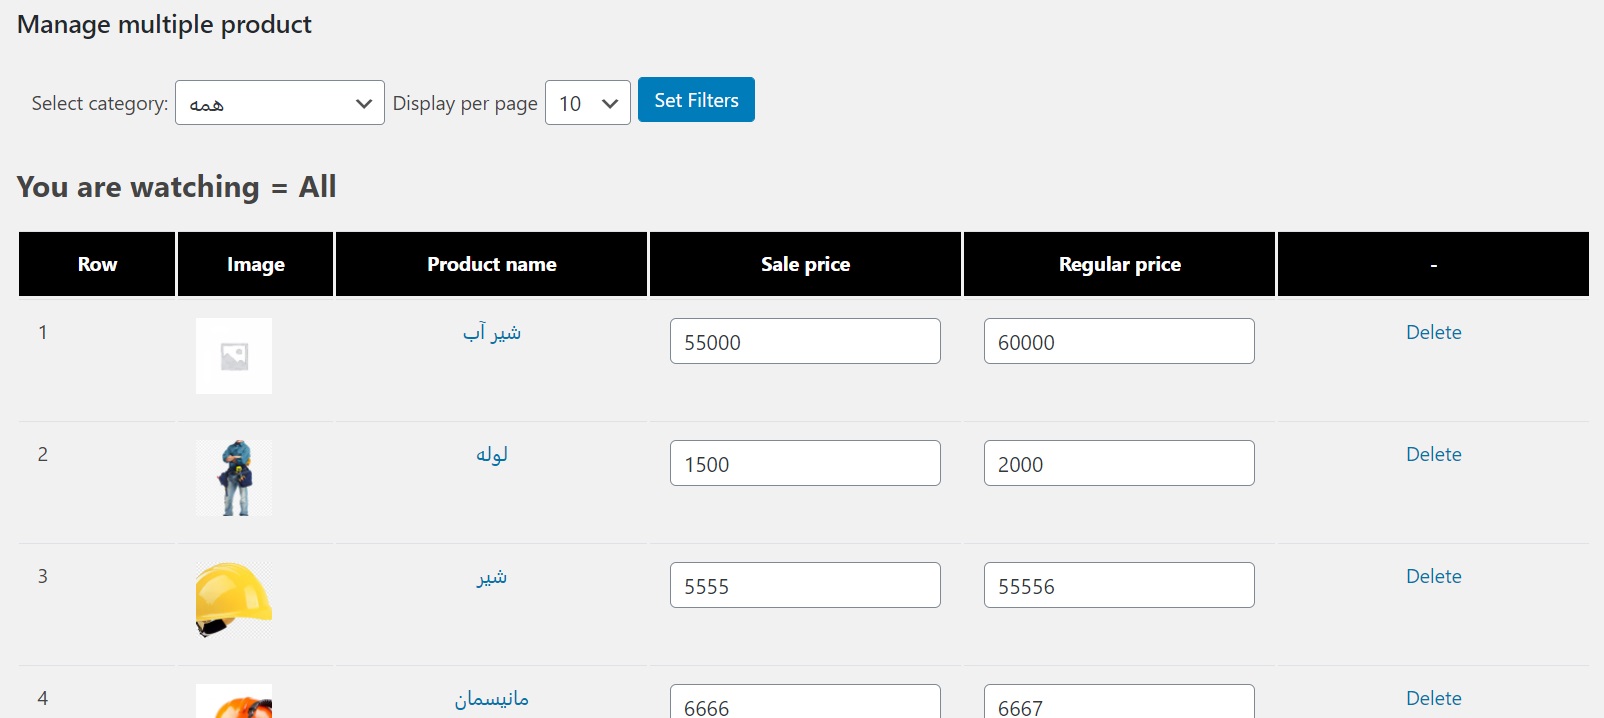 Manage multiple product
Select category: همه Display per page 10 Set Filters
You are watching = All
Row Image Product name Sale price Regular price -
1 شیر آب 55000 60000 Delete
2 لوله 1500 2000 Delete
3 شیر 5555 55556 Delete
4 مانیسمان 6666 6667 Delete